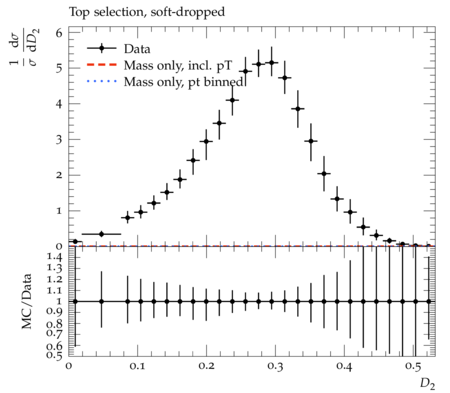 Top selection, soft-dropped
1/σ dσ/dD₂
Data
Mass only, incl. pT
Mass only, pt binned
6
5
4
3
2
1
0
MC/Data
1.4
1.3
1.2
1.1
1
0.9
0.8
0.7
0.6
0.5
0 0.1 0.2 0.3 0.4 0.5
D₂